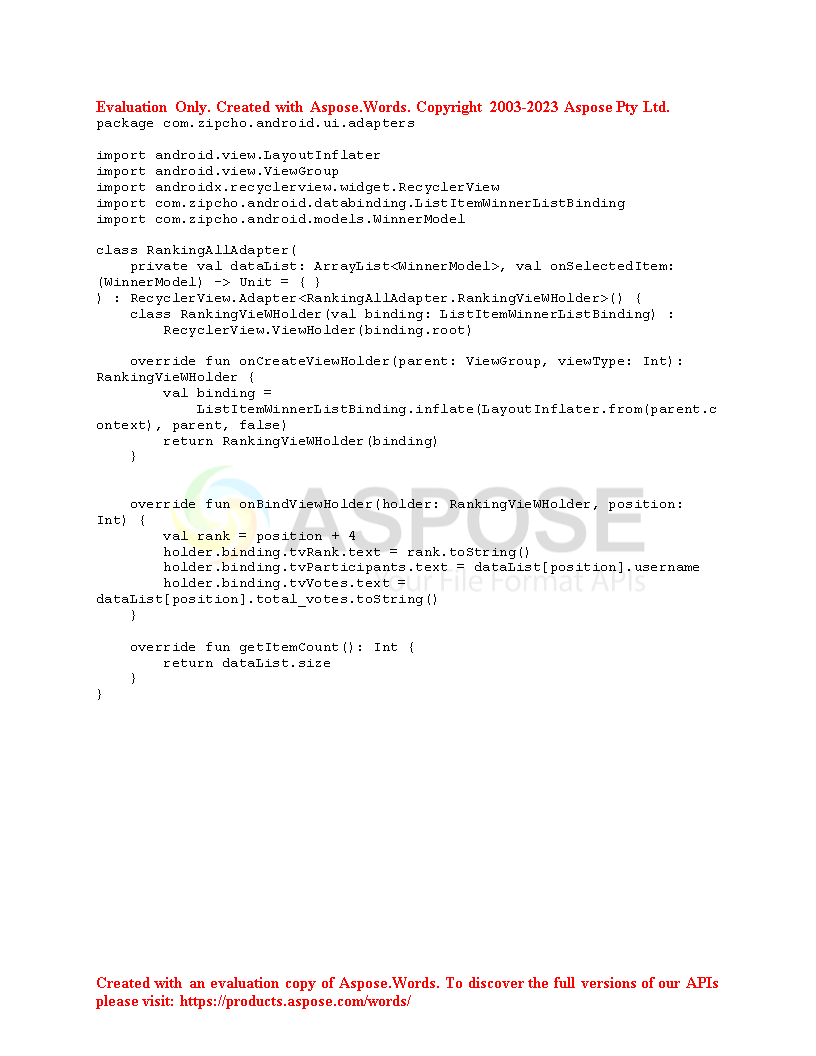 Evaluation Only. Created with Aspose.Words. Copyright 2003-2023 Aspose Pty Ltd.
package com.zipcho.android.ui.adapters

import android.view.LayoutInflater
import android.view.ViewGroup
import androidx.recyclerview.widget.RecyclerView
import com.zipcho.android.databinding.ListItemWinnerListBinding
import com.zipcho.android.models.WinnerModel

class RankingAllAdapter(
    private val dataList: ArrayList<WinnerModel>, val onSelectedItem:
(WinnerModel) -> Unit = { }
) : RecyclerView.Adapter<RankingAllAdapter.RankingVieWHolder>() {
    class RankingVieWHolder(val binding: ListItemWinnerListBinding) :
        RecyclerView.ViewHolder(binding.root)

    override fun onCreateViewHolder(parent: ViewGroup, viewType: Int):
RankingVieWHolder {
        val binding =
            ListItemWinnerListBinding.inflate(LayoutInflater.from(parent.c
ontext), parent, false)
        return RankingVieWHolder(binding)
    }

    override fun onBindViewHolder(holder: RankingVieWHolder, position:
Int) {
        val rank = position + 4
        holder.binding.tvRank.text = rank.toString()
        holder.binding.tvParticipants.text = dataList[position].username
        holder.binding.tvVotes.text =
dataList[position].total_votes.toString()
    }

    override fun getItemCount(): Int {
        return dataList.size
    }
}
ASPOSE
Your File Format APIs
Created with an evaluation copy of Aspose.Words. To discover the full versions of our APIs
please visit: https://products.aspose.com/words/